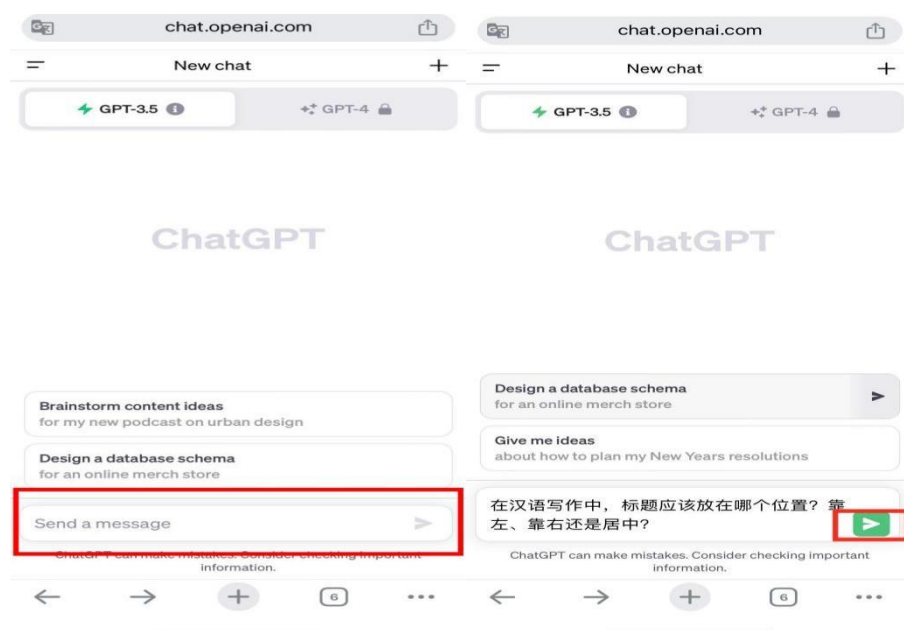 chat.openai.com
New chat
GPT-3.5
GPT-4
ChatGPT
Brainstorm content ideas
for my new podcast on urban design
Design a database schema
for an online merch store
Send a message
ChatGPT can make mistakes. Consider checking important
information.
6
chat.openai.com
New chat
GPT-3.5
GPT-4
ChatGPT
Design a database schema
for an online merch store
Give me ideas
about how to plan my New Years resolutions
在汉语写作中，标题应该放在哪个位置？靠
左、靠右还是居中？
ChatGPT can make mistakes. Consider checking important
information.
6